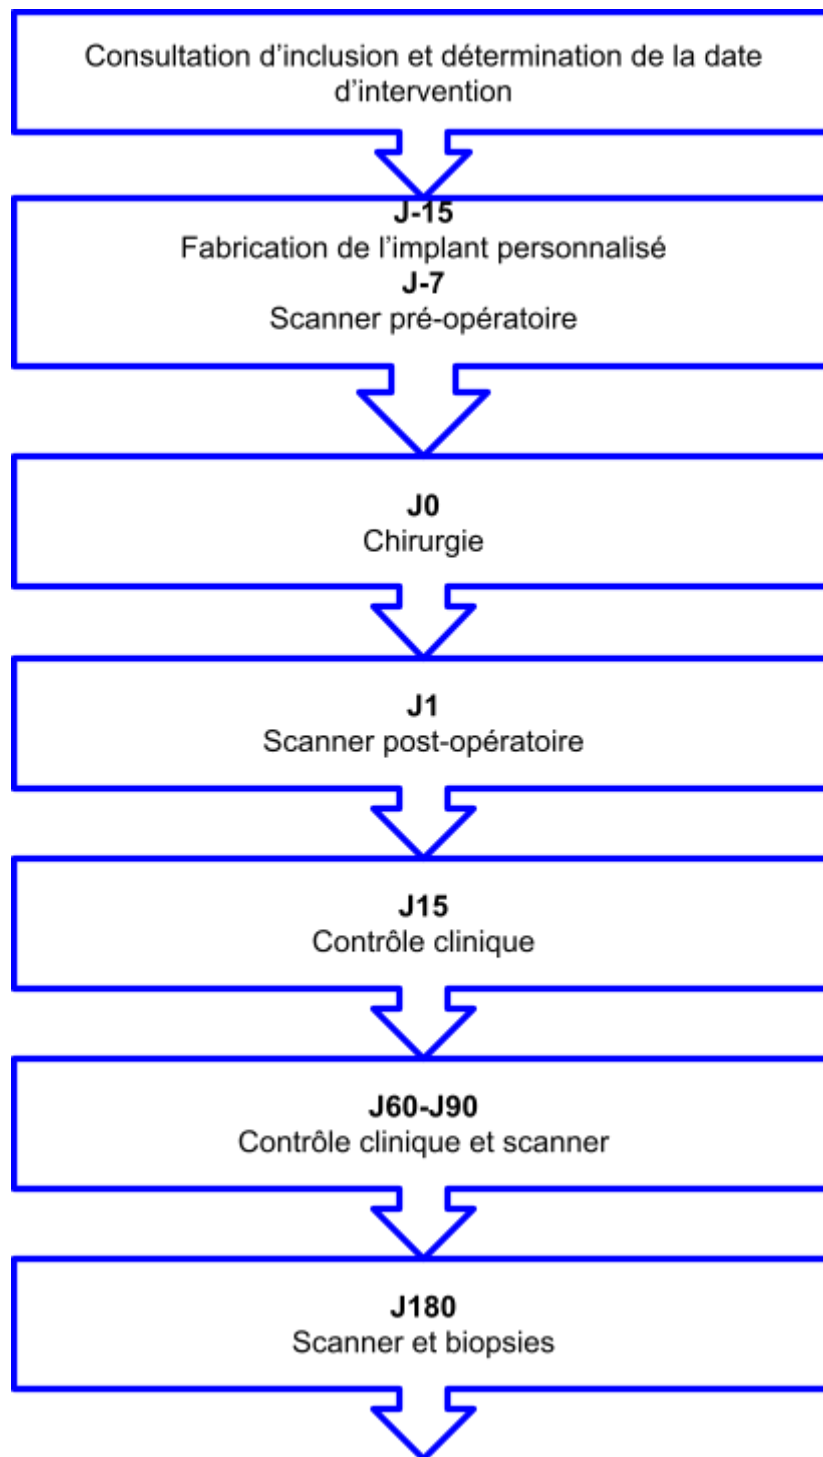 Consultation d’inclusion et détermination de la date
d’intervention
J-15
Fabrication de l’implant personnalisé
J-7
Scanner pré-opératoire
J0
Chirurgie
J1
Scanner post-opératoire
J15
Contrôle clinique
J60-J90
Contrôle clinique et scanner
J180
Scanner et biopsies